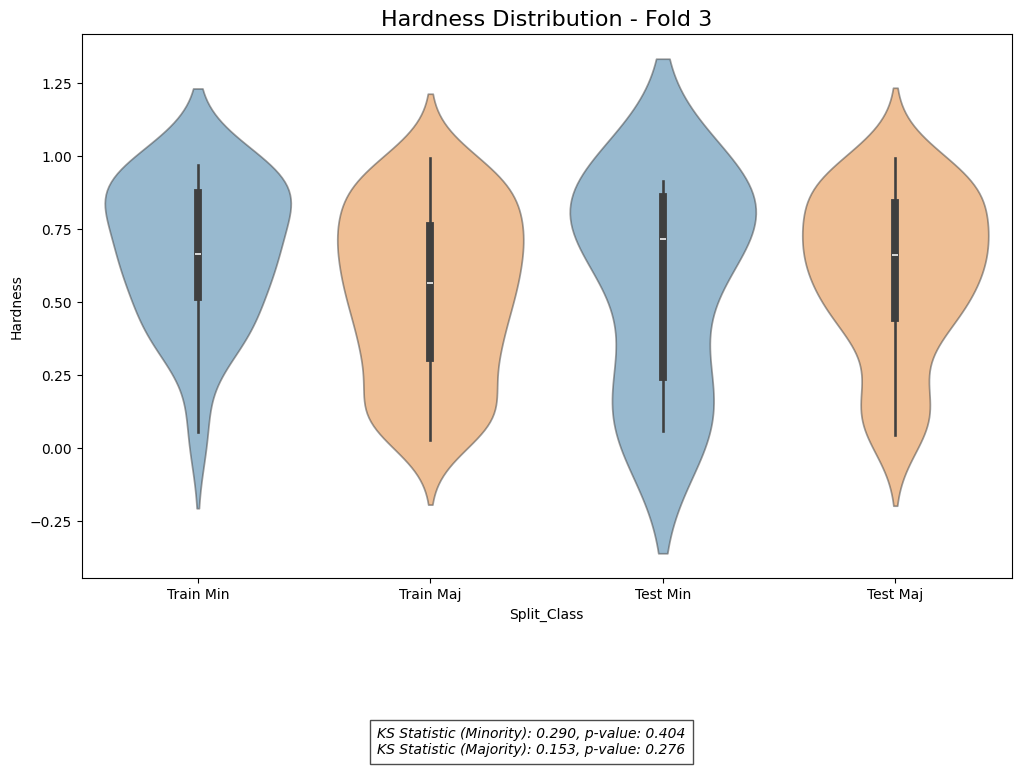 Hardness Distribution - Fold 3
1.25
1.00
0.75
0.50
0.25
0.00
−0.25
Hardness
Train Min
Train Maj
Test Min
Test Maj
Split_Class
KS Statistic (Minority): 0.290, p-value: 0.404
KS Statistic (Majority): 0.153, p-value: 0.276